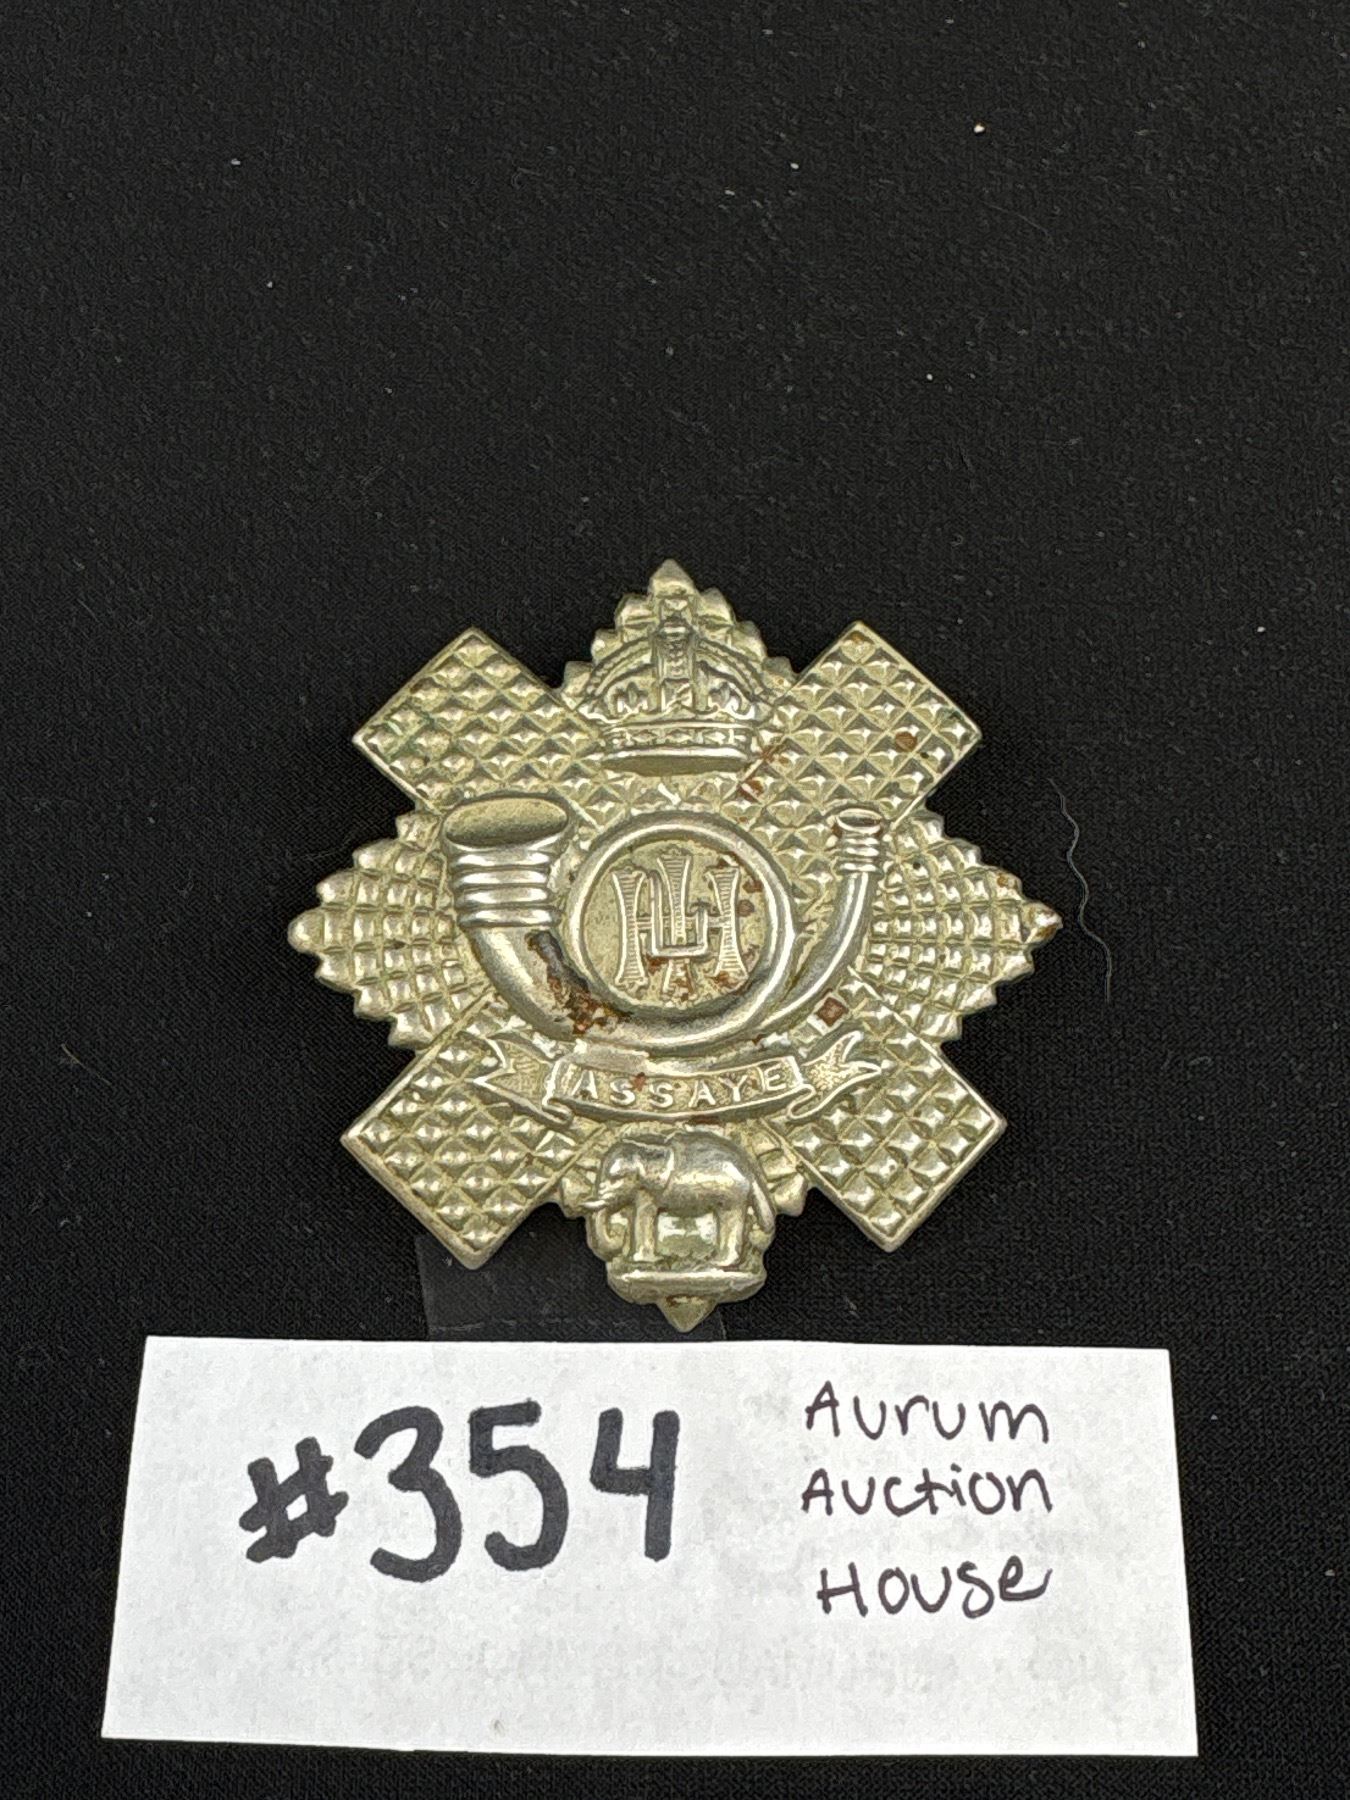 HLI
ASSAYE
#354
Aurum
Auction
House